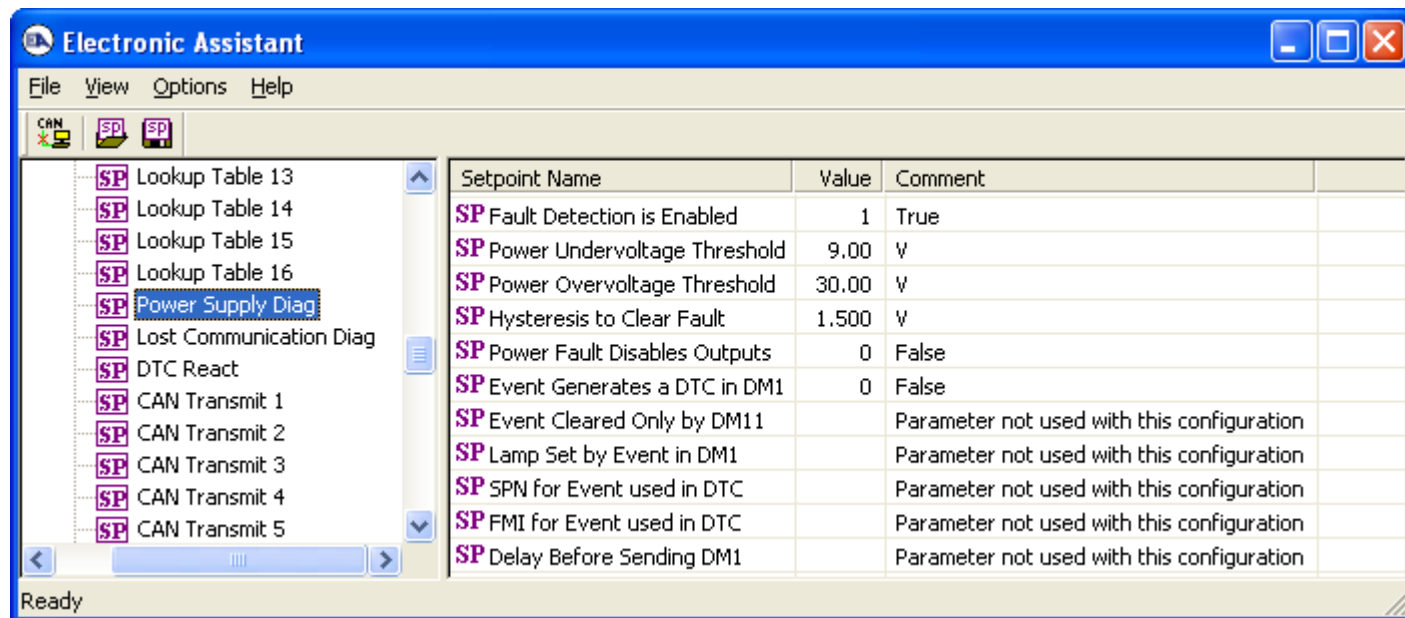 EA Electronic Assistant
File View Options Help
CAN SP SP
SP Lookup Table 13
SP Lookup Table 14
SP Lookup Table 15
SP Lookup Table 16
SP Power Supply Diag
SP Lost Communication Diag
SP DTC React
SP CAN Transmit 1
SP CAN Transmit 2
SP CAN Transmit 3
SP CAN Transmit 4
SP CAN Transmit 5
Setpoint Name Value Comment
SP Fault Detection is Enabled 1 True
SP Power Undervoltage Threshold 9.00 V
SP Power Overvoltage Threshold 30.00 V
SP Hysteresis to Clear Fault 1.500 V
SP Power Fault Disables Outputs 0 False
SP Event Generates a DTC in DM1 0 False
SP Event Cleared Only by DM11 Parameter not used with this configuration
SP Lamp Set by Event in DM1 Parameter not used with this configuration
SP SPN for Event used in DTC Parameter not used with this configuration
SP FMI for Event used in DTC Parameter not used with this configuration
SP Delay Before Sending DM1 Parameter not used with this configuration
Ready